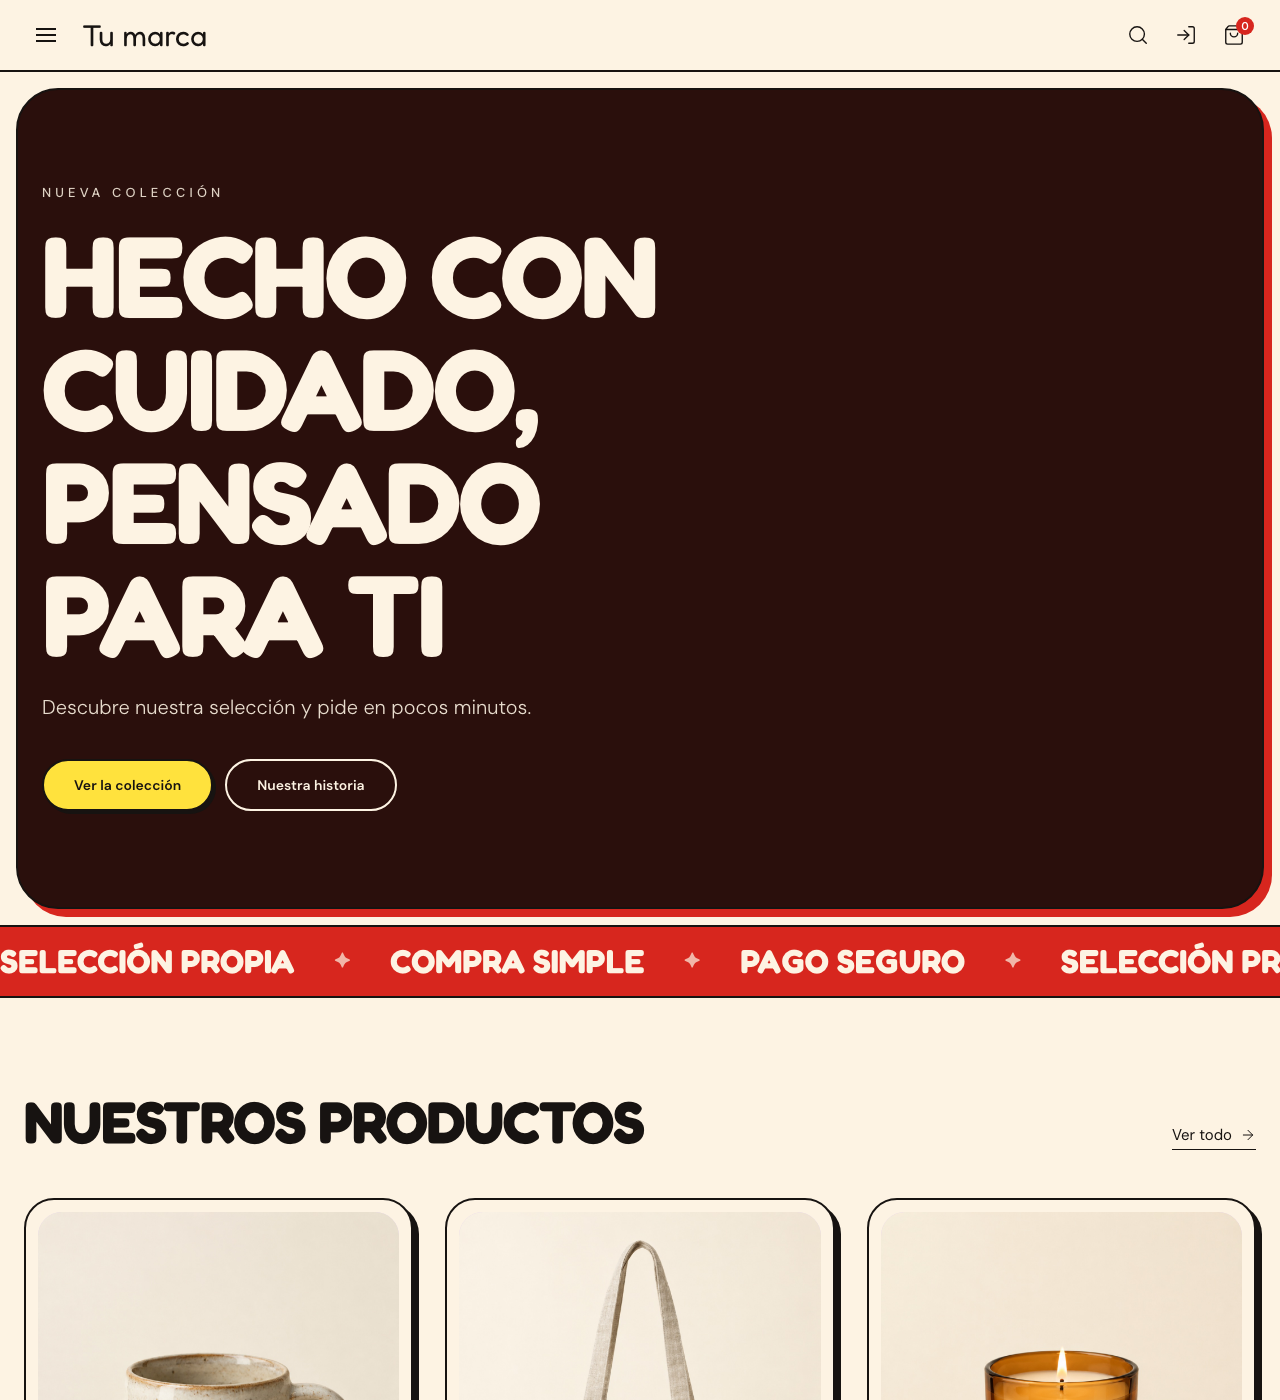 Tu marca
0
NUEVA COLECCIÓN
HECHO CON
CUIDADO,
PENSADO
PARA TI
Descubre nuestra selección y pide en pocos minutos.
Ver la colección
Nuestra historia
SELECCIÓN PROPIA ✦ COMPRA SIMPLE ✦ PAGO SEGURO ✦ SELECCIÓN PR
NUESTROS PRODUCTOS
Ver todo →